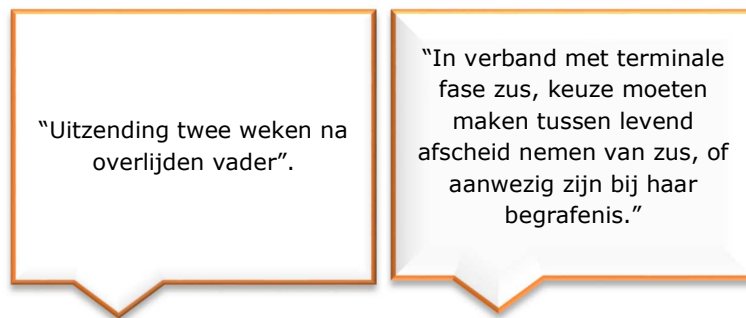 “Uitzending twee weken na
overlijden vader”.
“In verband met terminale
fase zus, keuze moeten
maken tussen levend
afscheid nemen van zus, of
aanwezig zijn bij haar
begrafenis.”